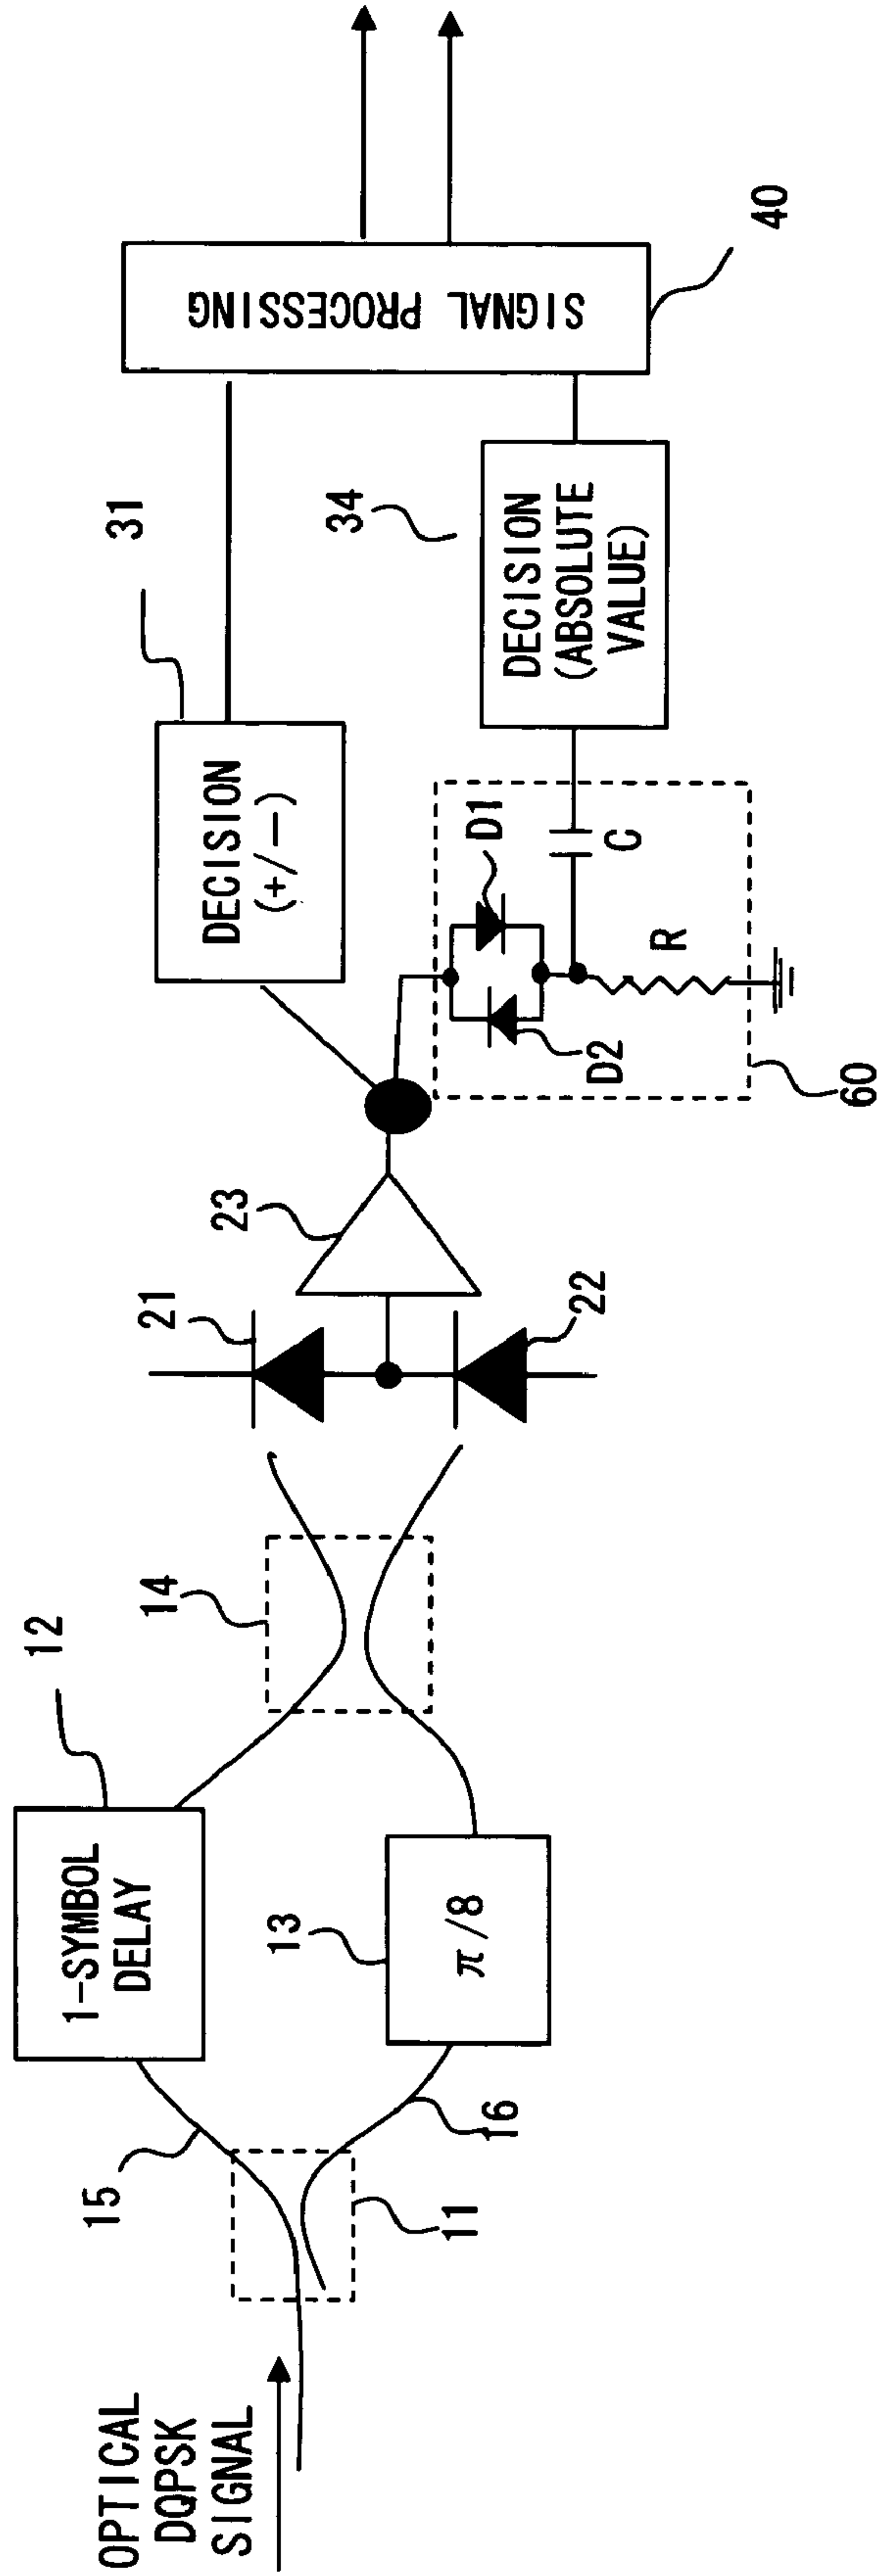 OPTICAL
DQPSK
SIGNAL
11
15
16
1-SYMBOL
DELAY
12
π/8
13
14
21
22
23
DECISION
(+/−)
31
D1
D2
C
R
60
DECISION
(ABSOLUTE
VALUE)
34
SIGNAL PROCESSING
40